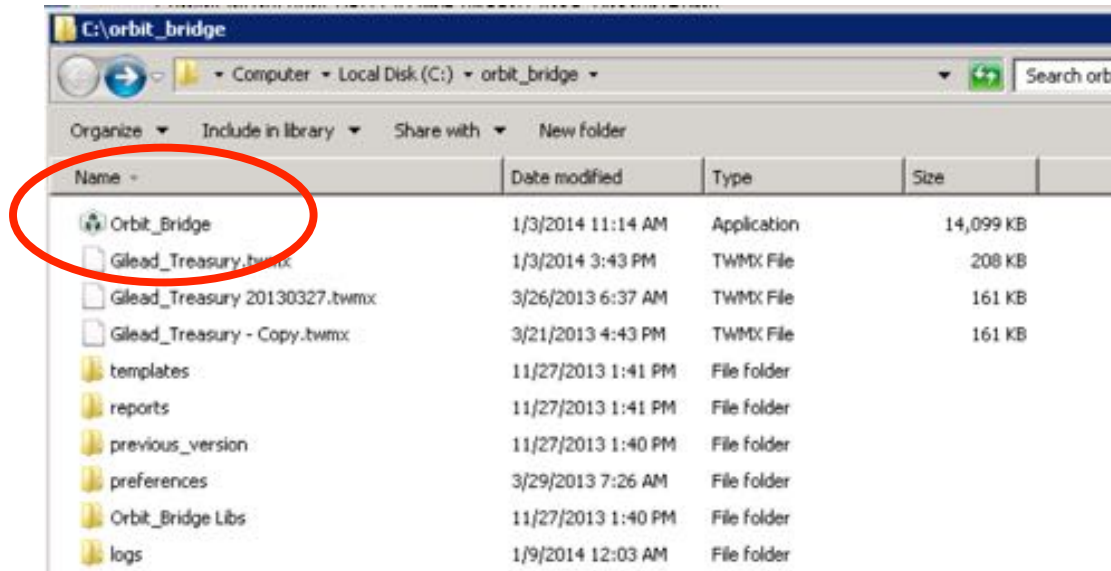 C:\orbit_bridge
Computer Local Disk (C:) orbit_bridge Search orb
Organize Include in library Share with New folder
Name Date modified Type Size
Orbit_Bridge 1/3/2014 11:14 AM Application 14,099 KB
Gilead_Treasury.twmx 1/3/2014 3:43 PM TWMX File 208 KB
Gilead_Treasury 20130327.twmx 3/26/2013 6:37 AM TWMX File 161 KB
Gilead_Treasury - Copy.twmx 3/21/2013 4:43 PM TWMX File 161 KB
templates 11/27/2013 1:41 PM File folder
reports 11/27/2013 1:41 PM File folder
previous_version 11/27/2013 1:40 PM File folder
preferences 3/29/2013 7:26 AM File folder
Orbit_Bridge Libs 11/27/2013 1:40 PM File folder
logs 1/9/2014 12:03 AM File folder